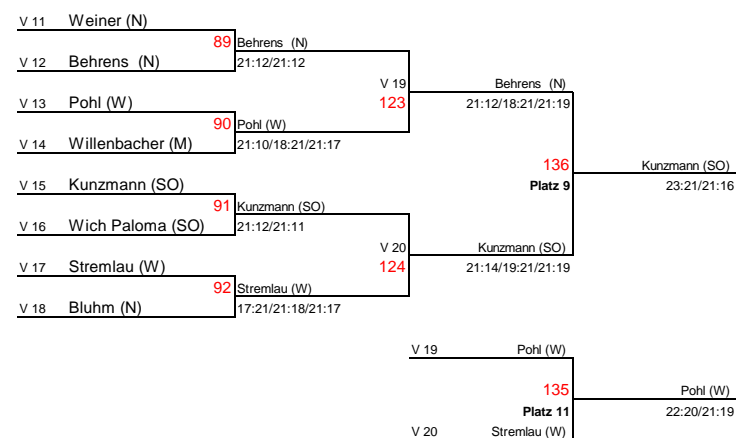 V 11 Weiner (N)
89 Behrens (N)
V 12 Behrens (N) 21:12/21:12
V 19 Behrens (N)
V 13 Pohl (W) 123 21:12/18:21/21:19
90 Pohl (W)
V 14 Willenbacher (M) 21:10/18:21/21:17
136 Kunzmann (SO)
V 15 Kunzmann (SO) Platz 9 23:21/21:16
91 Kunzmann (SO)
V 16 Wich Paloma (SO) 21:12/21:11
V 20 Kunzmann (SO)
V 17 Stremlau (W) 124 21:14/19:21/21:19
92 Stremlau (W)
V 18 Bluhm (N) 17:21/21:18/21:17
V 19 Pohl (W)
135 Pohl (W)
Platz 11 22:20/21:19
V 20 Stremlau (W)